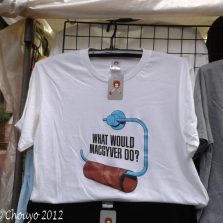 WHAT WOULD
MACGYVER DO?
© Chouyo 2012